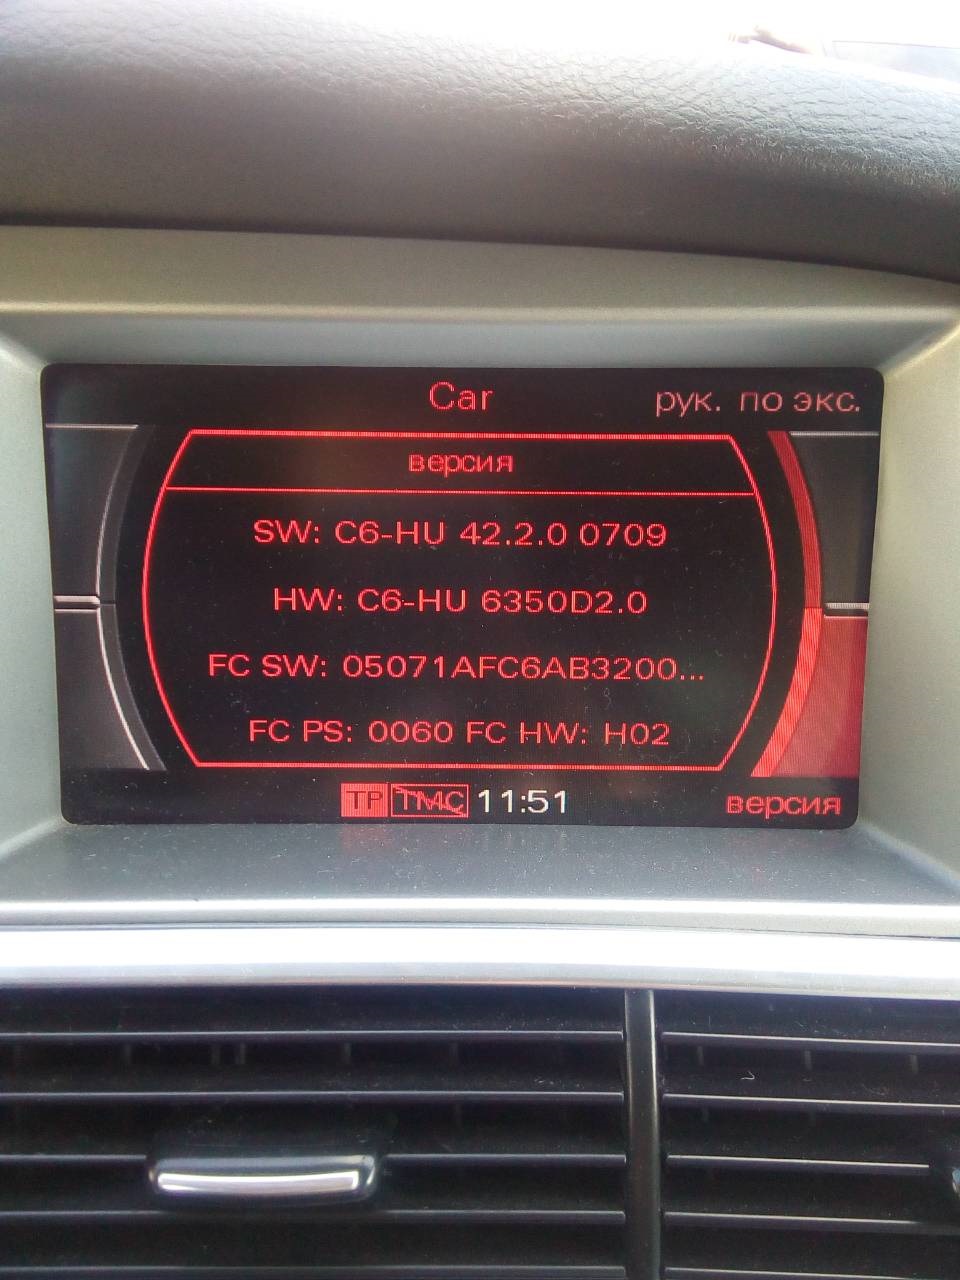 Car
рук. по экс.
версия
SW: C6-HU 42.2.0 0709
HW: C6-HU 6350D2.0
FC SW: 05071AFC6AB3200...
FC PS: 0060 FC HW: H02
TP TMC 11:51
версия